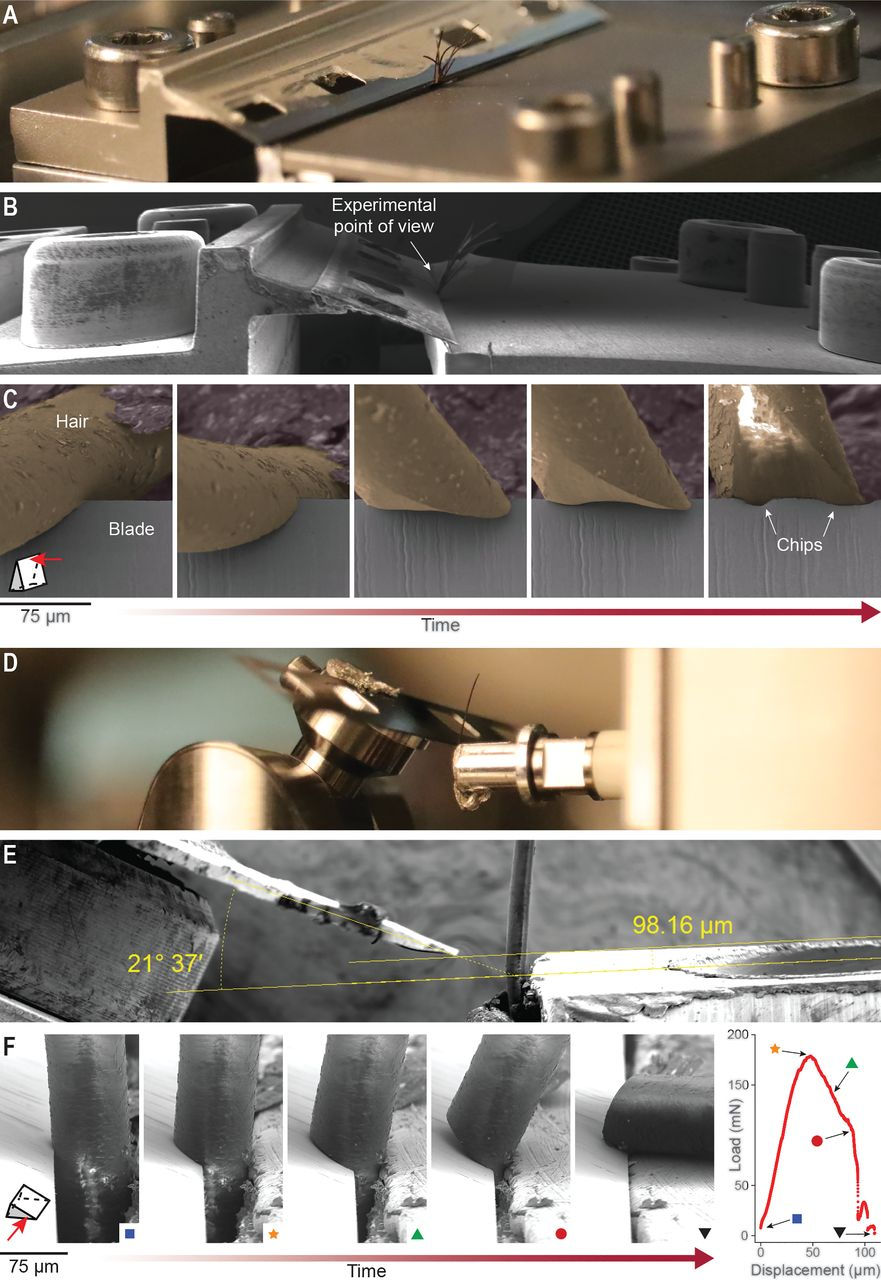 A
B
Experimental
point of view
C
Hair
Blade
Chips
75 µm
Time
D
E
98.16 µm
21° 37′
F
200
150
Load (mN)
50
0
0
50
100
Displacement (µm)
75 µm
Time